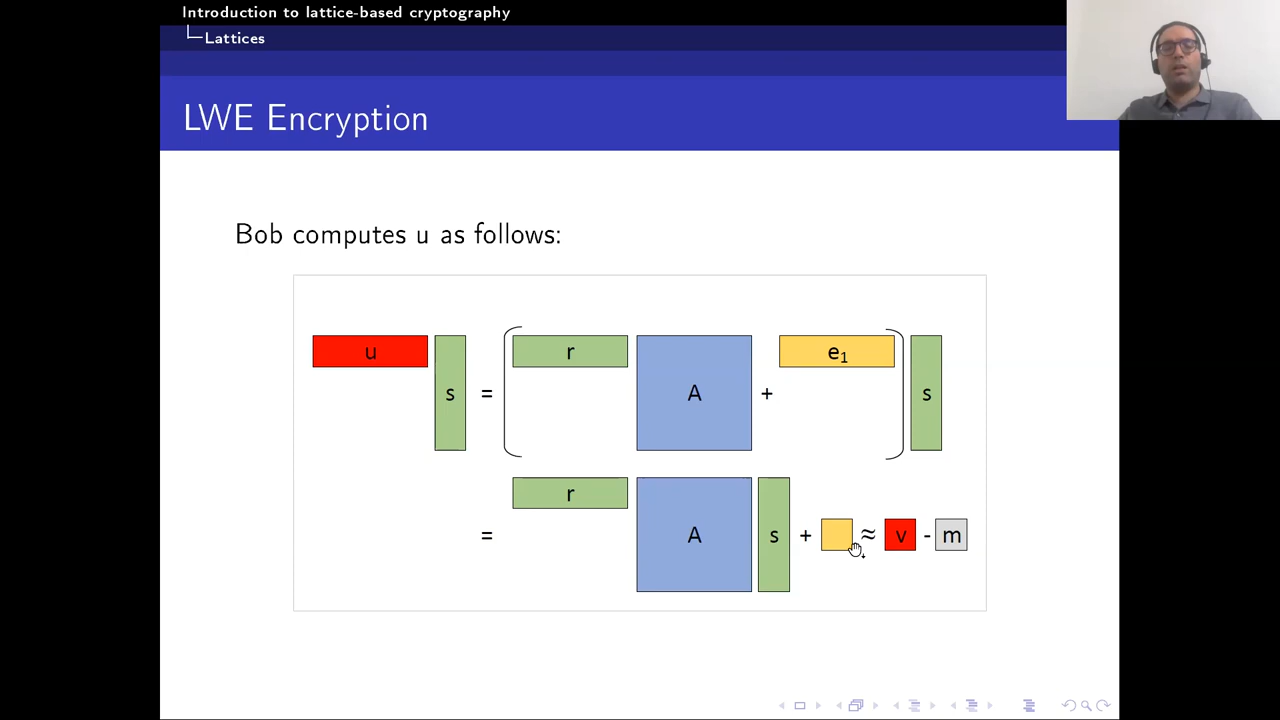 Introduction to lattice-based cryptography
Lattices
LWE Encryption
Bob computes u as follows:
u s = ( r A + e₁ ) s
= r A s + ≈ v - m